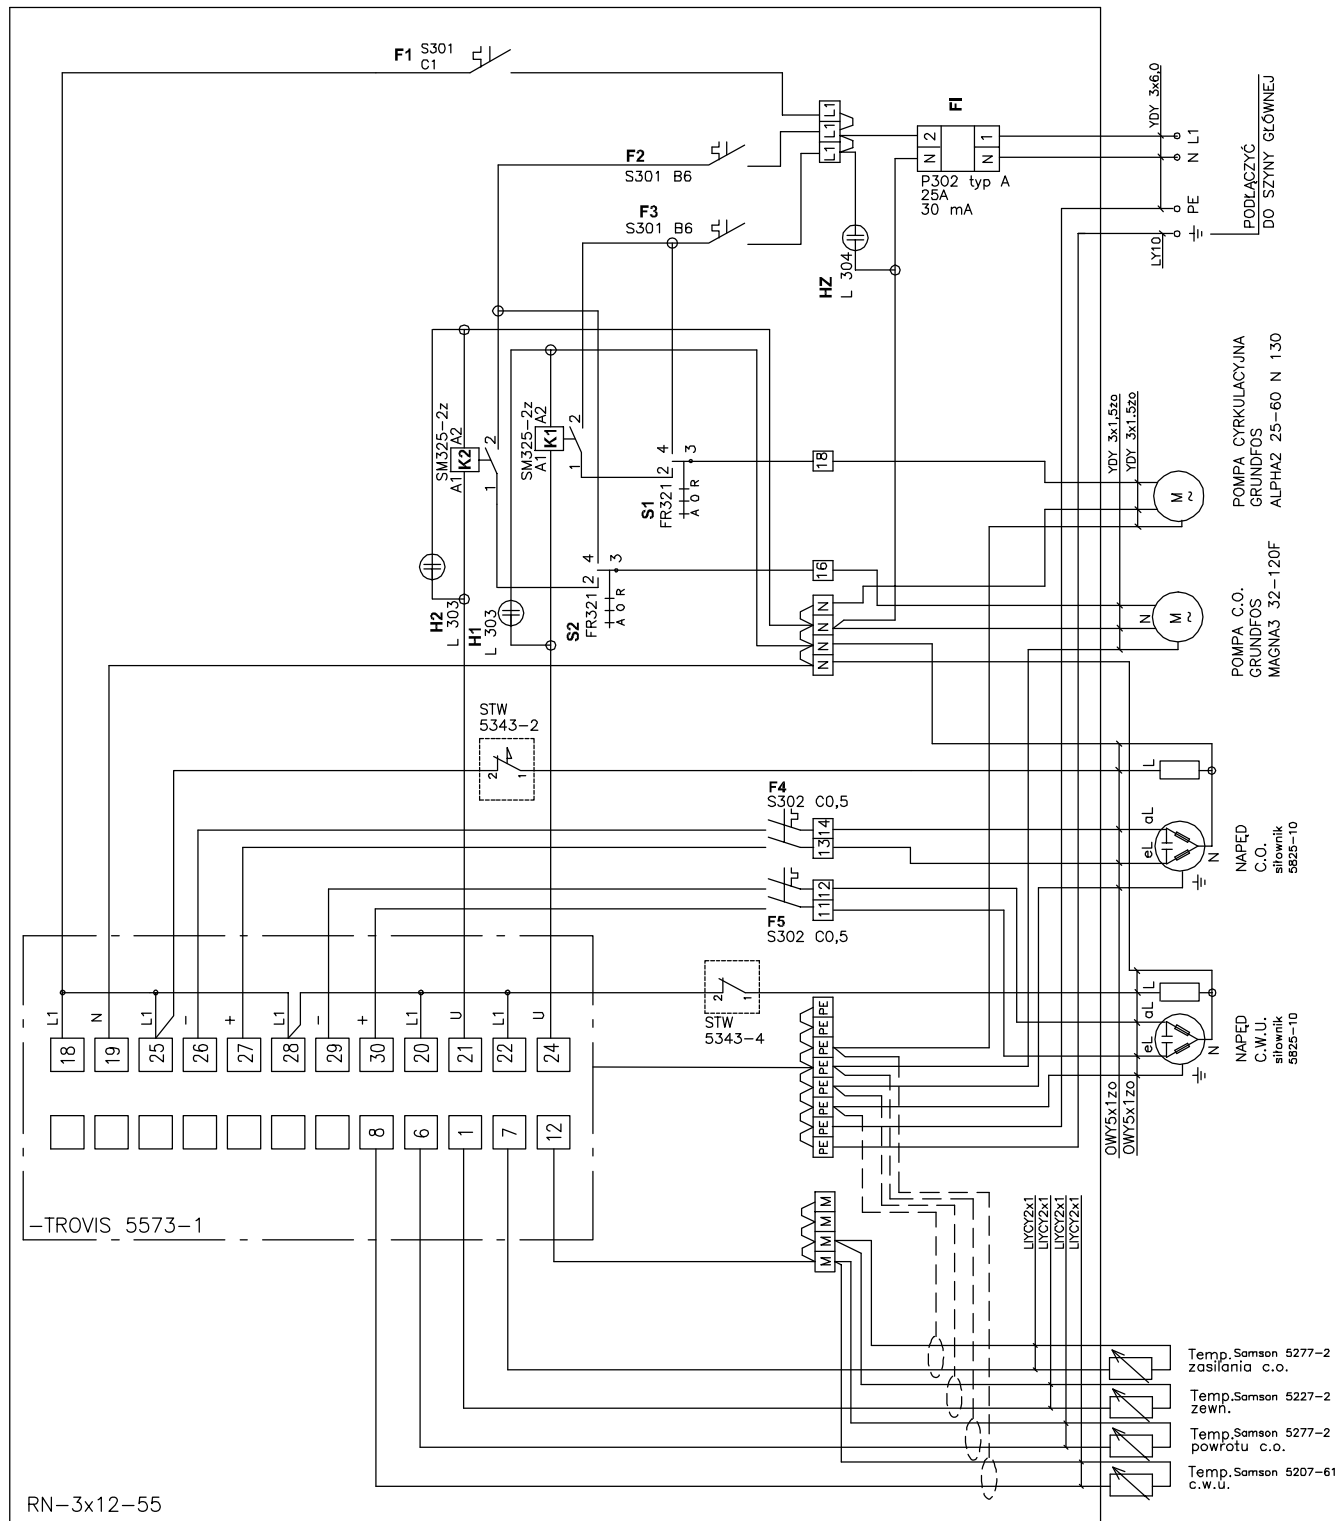 F1 S301
C1
F2
S301 B6
F3
S301 B6
L1 L1 L1
FI
2 1
N N
P302 typ A
25A
30 mA
YDY 3x6,0
L1
N
PE
LY10
PODŁĄCZYĆ
DO SZYNY GŁÓWNEJ
HZ
L 304
SM325-2z
A1 K2 A2
1 2
SM325-2z
A1 K1 A2
1 2
4
2 3
S1
FR321
A O R
18
4
2 3
S2
FR321
A O R
16
H2
L 303
H1
L 303
N N N N
YDY 3x1,5żo
YDY 3x1.5żo
M ~
POMPA CYRKULACYJNA
GRUNDFOS
ALPHA2 25-60 N 130
N
M ~
POMPA C.O.
GRUNDFOS
MAGNA3 32-120F
STW
5343-2
2 1
F4
S302 C0,5
13 14
11 12
F5
S302 C0,5
L
aL
eL
N
NAPĘD
C.O.
siłownik
5825-10
STW
5343-4
2 1
L
aL
eL
N
NAPĘD
C.W.U.
siłownik
5825-10
OWY5x1żo
OWY5x1żo
L1 N L1 - + L1 - + L1 U L1 U
18 19 25 26 27 28 29 30 20 21 22 24
8 6 1 7 12
-TROVIS 5573-1
PE PE PE PE PE PE PE PE
M M M M
LIYCY2x1
LIYCY2x1
LIYCY2x1
LIYCY2x1
Temp. Samson 5277-2
zasilania c.o.
Temp. Samson 5227-2
zewn.
Temp. Samson 5277-2
powrotu c.o.
Temp. Samson 5207-61
c.w.u.
RN-3x12-55